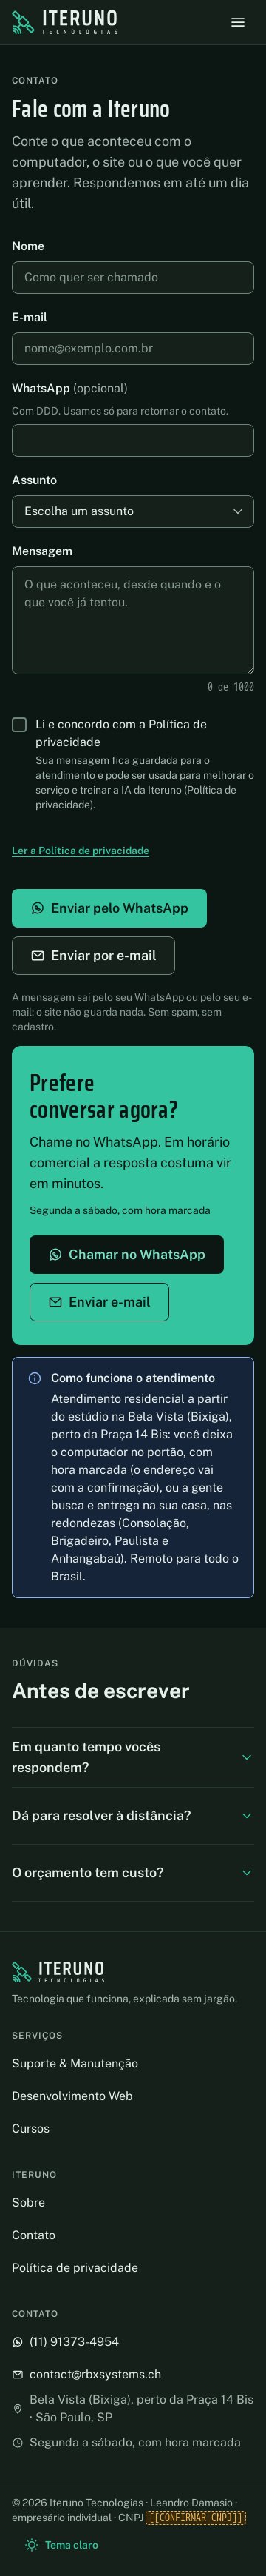 ITERUNO
TECNOLOGIAS
CONTATO
Fale com a Iteruno
Conte o que aconteceu com o
computador, o site ou o que você quer
aprender. Respondemos em até um dia
útil.
Nome
Como quer ser chamado
E-mail
nome@exemplo.com.br
WhatsApp (opcional)
Com DDD. Usamos só para retornar o contato.
Assunto
Escolha um assunto
Mensagem
O que aconteceu, desde quando e o
que você já tentou.
0 de 1000
Li e concordo com a Política de
privacidade
Sua mensagem fica guardada para o
atendimento e pode ser usada para melhorar o
serviço e treinar a IA da Iteruno (Política de
privacidade).
Ler a Política de privacidade
Enviar pelo WhatsApp
Enviar por e-mail
A mensagem sai pelo seu WhatsApp ou pelo seu e-
mail: o site não guarda nada. Sem spam, sem
cadastro.
Prefere
conversar agora?
Chame no WhatsApp. Em horário
comercial a resposta costuma vir
em minutos.
Segunda a sábado, com hora marcada
Chamar no WhatsApp
Enviar e-mail
Como funciona o atendimento
Atendimento residencial a partir
do estúdio na Bela Vista (Bixiga),
perto da Praça 14 Bis: você deixa
o computador no portão, com
hora marcada (o endereço vai
com a confirmação), ou a gente
busca e entrega na sua casa, nas
redondezas (Consolação,
Brigadeiro, Paulista e
Anhangabaú). Remoto para todo o
Brasil.
DÚVIDAS
Antes de escrever
Em quanto tempo vocês
respondem?
Dá para resolver à distância?
O orçamento tem custo?
ITERUNO
TECNOLOGIAS
Tecnologia que funciona, explicada sem jargão.
SERVIÇOS
Suporte & Manutenção
Desenvolvimento Web
Cursos
ITERUNO
Sobre
Contato
Política de privacidade
CONTATO
(11) 91373-4954
contact@rbxsystems.ch
Bela Vista (Bixiga), perto da Praça 14 Bis
· São Paulo, SP
Segunda a sábado, com hora marcada
© 2026 Iteruno Tecnologias · Leandro Damasio ·
empresário individual · CNPJ [[CONFIRMAR CNPJ]]
Tema claro